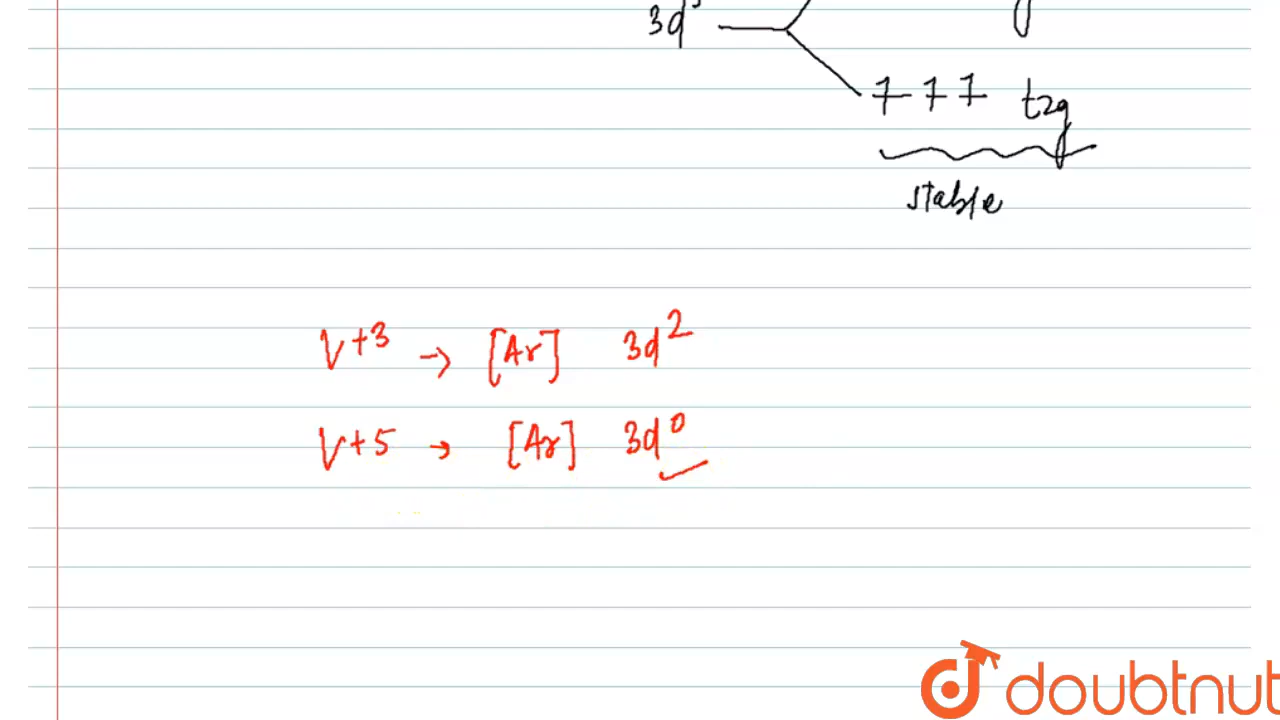 3d³
t2g
stable
V+3 → [Ar] 3d²
V+5 → [Ar] 3d⁰
doubtnut